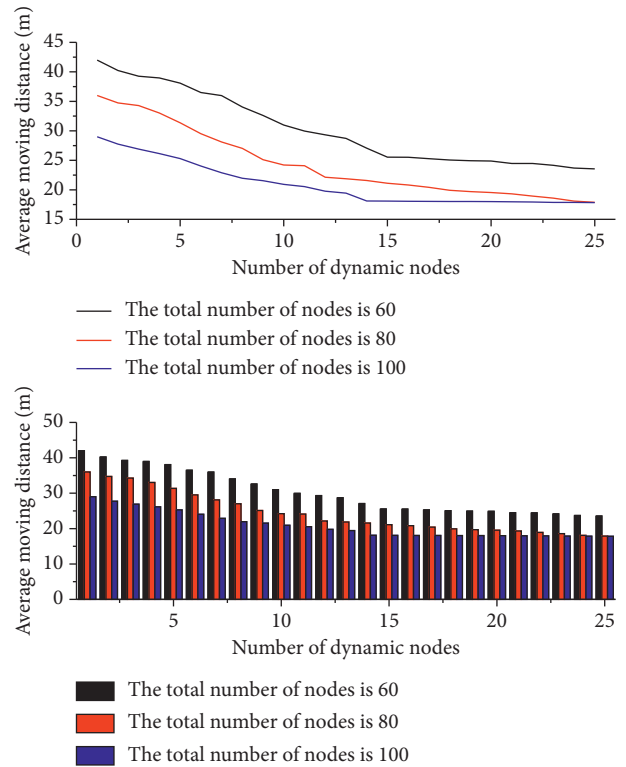 Average moving distance (m)
45
40
35
30
25
20
15
0 5 10 15 20 25
Number of dynamic nodes
The total number of nodes is 60
The total number of nodes is 80
The total number of nodes is 100
Average moving distance (m)
50
40
30
20
10
0
5 10 15 20 25
Number of dynamic nodes
The total number of nodes is 60
The total number of nodes is 80
The total number of nodes is 100